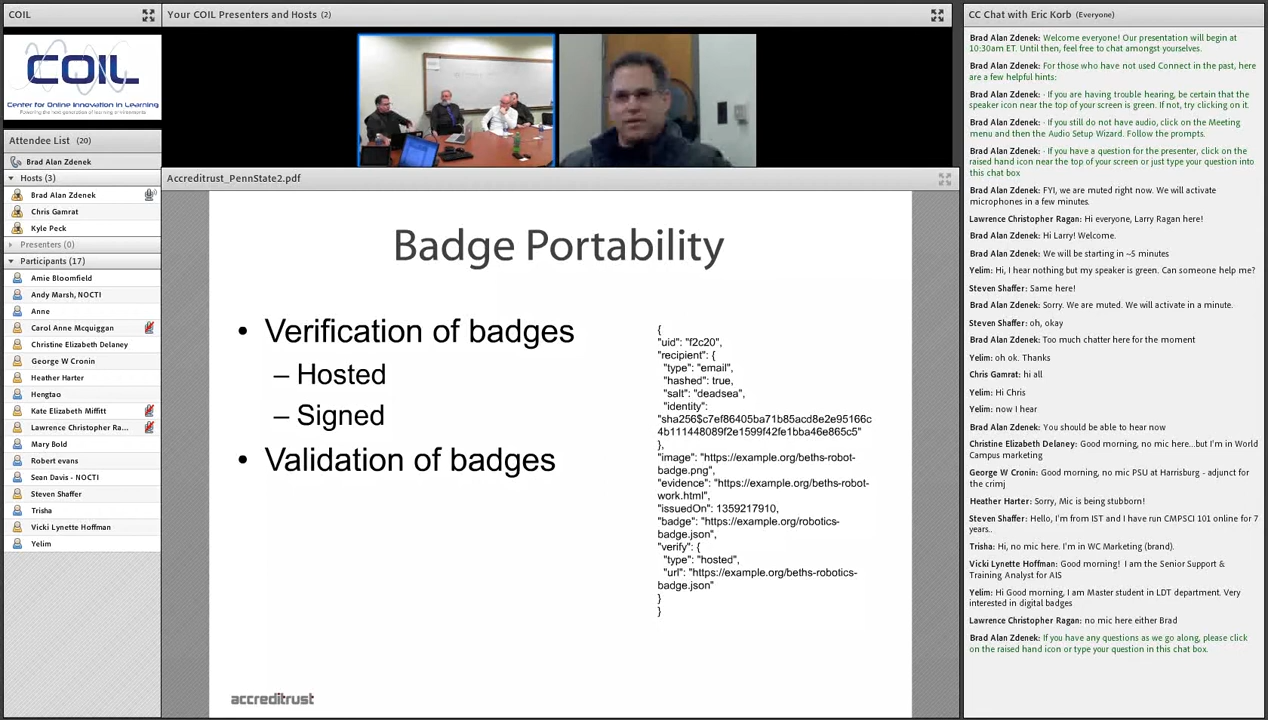 COIL
Your COIL Presenters and Hosts (2)
CC Chat with Eric Korb (Everyone)
COIL
Center for Online Innovation in Learning
Attendee List (20)
Brad Alan Zdenek
Hosts (3)
Brad Alan Zdenek
Chris Gamrat
Kyle Peck
Presenters (0)
Participants (17)
Amie Bloomfield
Andy Marsh, NOCTI
Anne
Carol Anne Mcquiggan
Christine Elizabeth Delaney
George W Cronin
Heather Harter
Hengtao
Kate Elizabeth Miffitt
Lawrence Christopher Ra...
Mary Bold
Robert evans
Sean Davis - NOCTI
Steven Shaffer
Trisha
Vicki Lynette Hoffman
Yelim
Accreditrust_PennState2.pdf
Badge Portability
• Verification of badges
– Hosted
– Signed
• Validation of badges
{
"uid": "f2c20",
"recipient": {
"type": "email",
"hashed": true,
"salt": "deadsea",
"identity":
"sha256$c7ef86405ba71b85acd8e2e95166c
4b111448089f2e1599f42fe1bba46e865c5"
},
"image": "https://example.org/beths-robot-
badge.png",
"evidence": "https://example.org/beths-robot-
work.html",
"issuedOn": 1359217910,
"badge": "https://example.org/robotics-
badge.json",
"verify": {
"type": "hosted",
"url": "https://example.org/beths-robotics-
badge.json"
}
}
accreditrust
Brad Alan Zdenek: Welcome everyone! Our presentation will begin at
10:30am ET. Until then, feel free to chat amongst yourselves.
Brad Alan Zdenek: For those who have not used Connect in the past, here
are a few helpful hints:
Brad Alan Zdenek: · If you are having trouble hearing, be certain that the
speaker icon near the top of your screen is green. If not, try clicking on it.
Brad Alan Zdenek: · If you still do not have audio, click on the Meeting
menu and then the Audio Setup Wizard. Follow the prompts.
Brad Alan Zdenek: · If you have a question for the presenter, click on the
raised hand icon near the top of your screen or just type your question into
this chat box
Brad Alan Zdenek: FYI, we are muted right now. We will activate
microphones in a few minutes.
Lawrence Christopher Ragan: Hi everyone, Larry Ragan here!
Brad Alan Zdenek: Hi Larry! Welcome.
Brad Alan Zdenek: We will be starting in ~5 minutes
Yelim: Hi, I hear nothing but my speaker is green. Can someone help me?
Steven Shaffer: Same here!
Brad Alan Zdenek: Sorry. We are muted. We will activate in a minute.
Steven Shaffer: oh, okay
Brad Alan Zdenek: Too much chatter here for the moment
Yelim: oh ok. Thanks
Chris Gamrat: hi all
Yelim: Hi Chris
Yelim: now I hear
Brad Alan Zdenek: You should be able to hear now
Christine Elizabeth Delaney: Good morning, no mic here...but I'm in World
Campus marketing
George W Cronin: Good morning, no mic PSU at Harrisburg - adjunct for
the crimj
Heather Harter: Sorry, Mic is being stubborn!
Steven Shaffer: Hello, I'm from IST and I have run CMPSCI 101 online for 7
years..
Trisha: Hi, no mic here. I'm in WC Marketing (brand).
Vicki Lynette Hoffman: Good morning! I am the Senior Support &
Training Analyst for AIS
Yelim: Hi Good morning, I am Master student in LDT department. Very
interested in digital badges
Lawrence Christopher Ragan: no mic here either Brad
Brad Alan Zdenek: If you have any questions as we go along, please click
on the raised hand icon or type your question in this chat box.